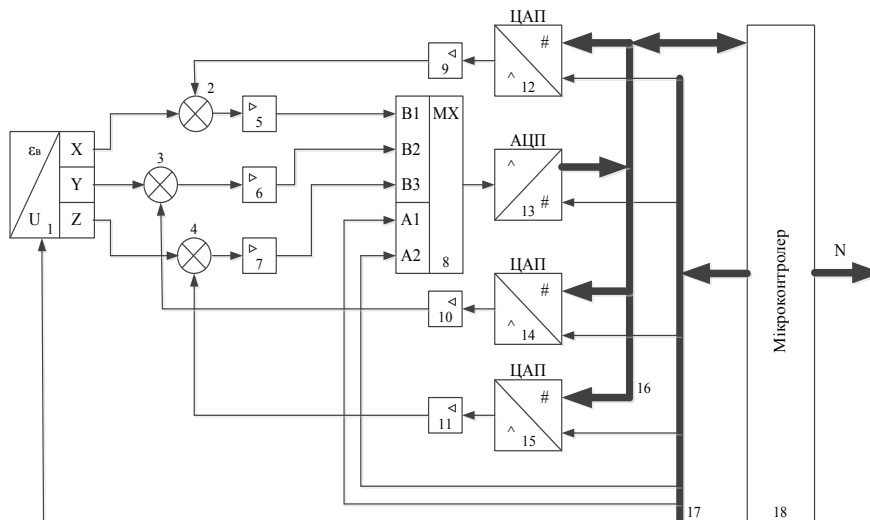 ЦАП
#
^
12
◁
9
2
▷
5
B1
MX
B2
B3
A1
A2
8
εв
U
1
X
Y
Z
3
▷
6
4
▷
7
АЦП
^
#
13
ЦАП
#
^
14
◁
10
ЦАП
#
^
15
◁
11
16
17
Мікроконтролер
18
N